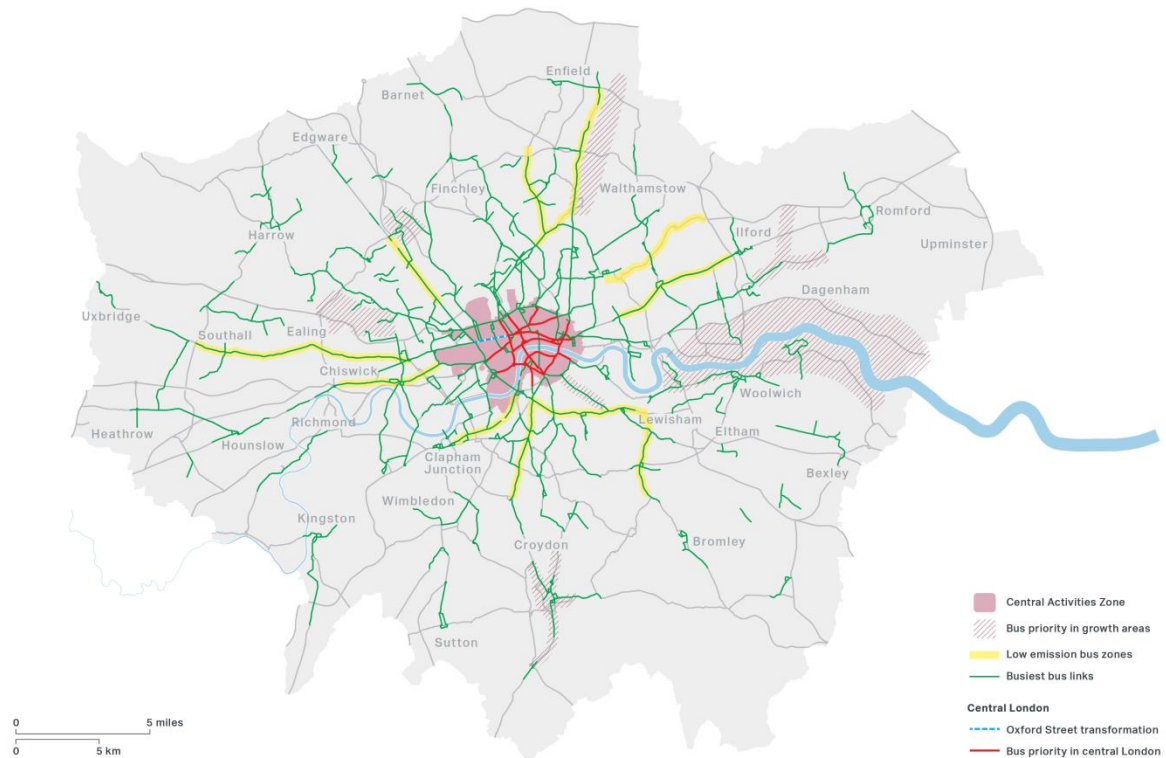 Enfield
Barnet
Edgware
Finchley
Walthamstow
Romford
Ilford
Harrow
Upminster
Dagenham
Uxbridge
Southall
Ealing
Chiswick
Woolwich
Richmond
Lewisham
Eltham
Heathrow
Hounslow
Clapham
Junction
Bexley
Wimbledon
Kingston
Croydon
Bromley
Sutton
Central Activities Zone
Bus priority in growth areas
Low emission bus zones
Busiest bus links
Central London
Oxford Street transformation
Bus priority in central London
0 5 miles
0 5 km